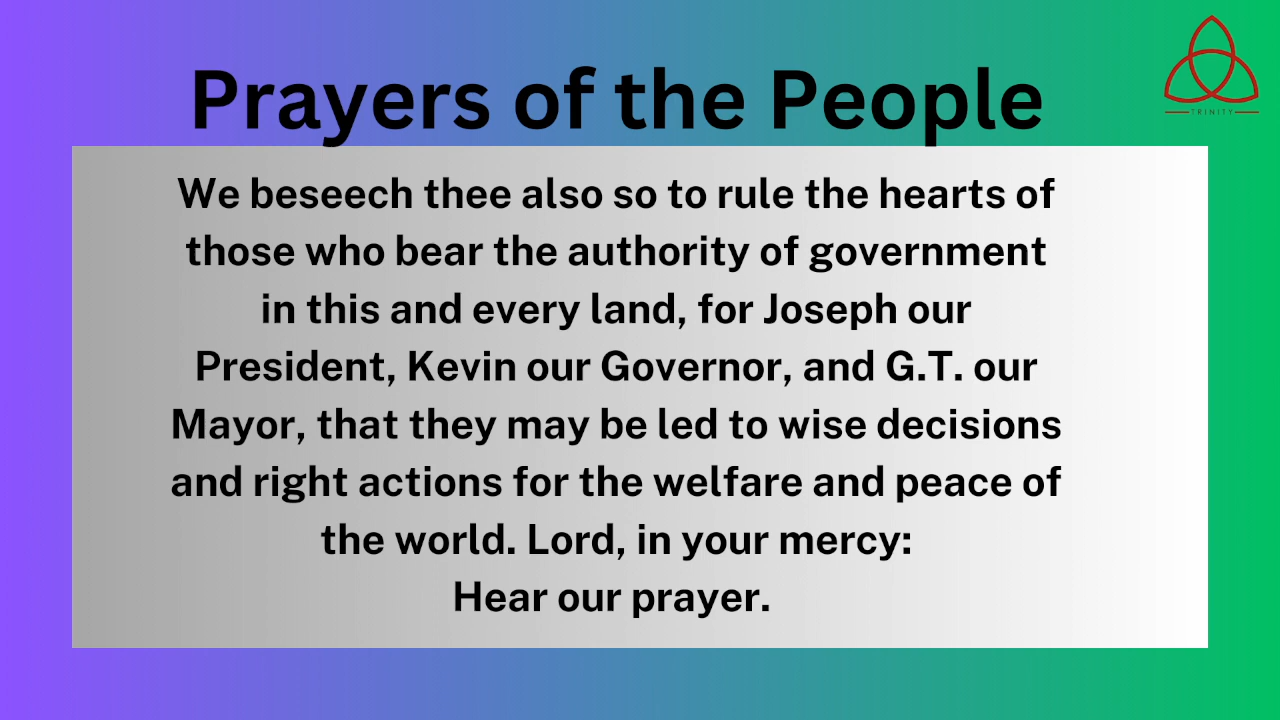 Prayers of the People
TRINITY
We beseech thee also so to rule the hearts of
those who bear the authority of government
in this and every land, for Joseph our
President, Kevin our Governor, and G.T. our
Mayor, that they may be led to wise decisions
and right actions for the welfare and peace of
the world. Lord, in your mercy:
Hear our prayer.